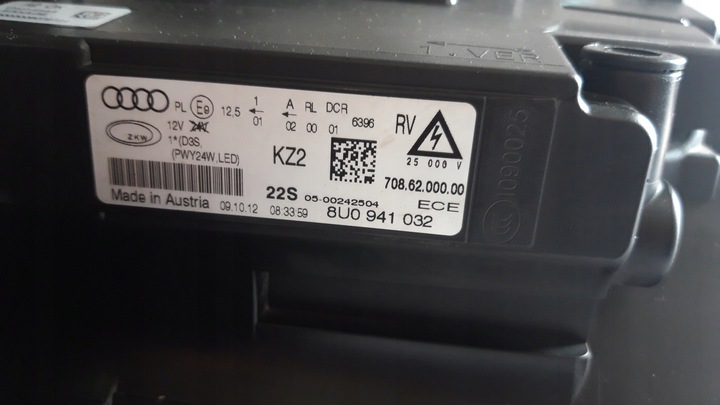 1.VER
PL E9 12,5 1 A RL DCR
01 02 00 01 6396
12V 24V
ZKW 1*(D3S,
(PWY24W,LED)
KZ2
RV
25 000 V
708.62.000.00
22S 05-00242504 ECE
Made in Austria 09.10.12 08:33:59 8U0 941 032
1090025